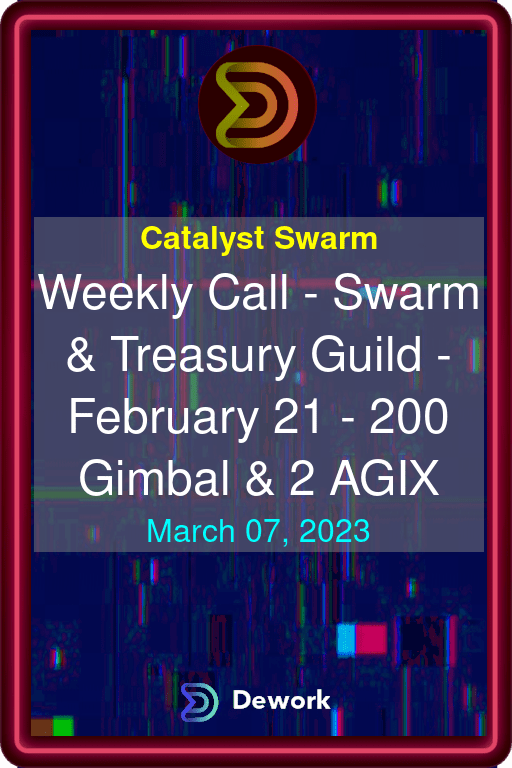 Catalyst Swarm
Weekly Call - Swarm
& Treasury Guild -
February 21 - 200
Gimbal & 2 AGIX
March 07, 2023
Dework